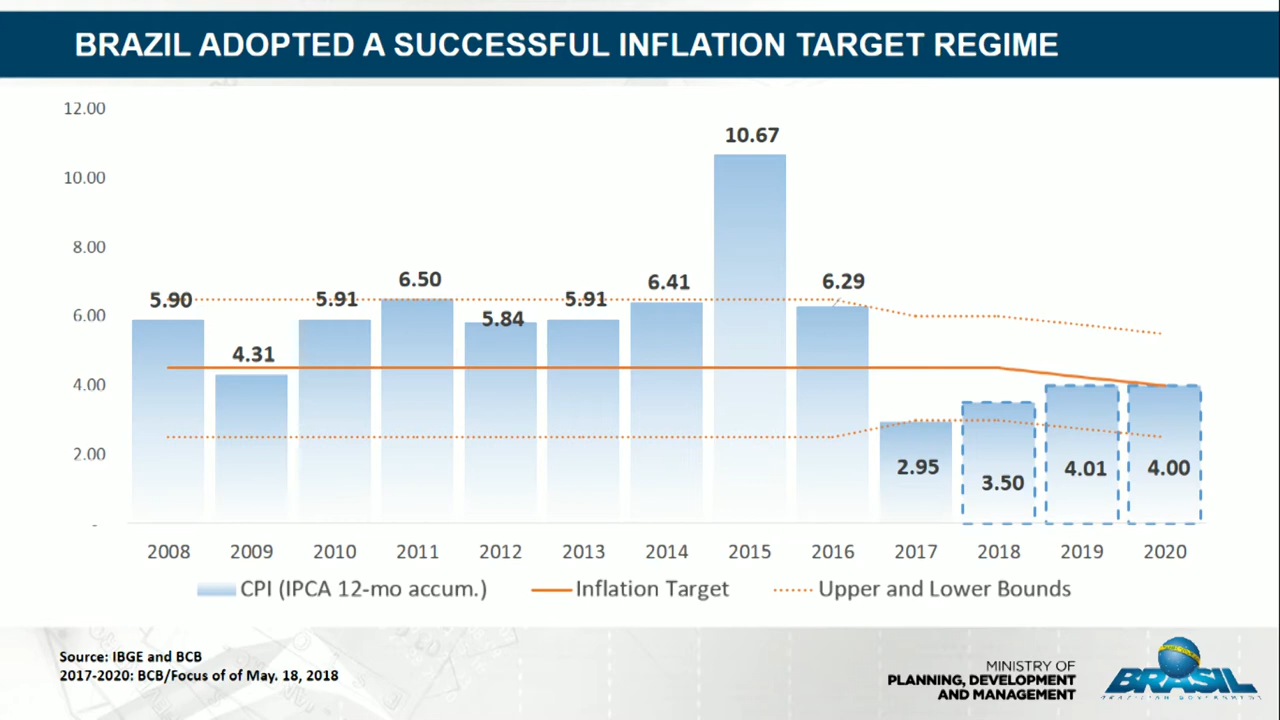 BRAZIL ADOPTED A SUCCESSFUL INFLATION TARGET REGIME
12.00
10.00
8.00
6.00
4.00
2.00
-
5.90
4.31
5.91
6.50
5.84
5.91
6.41
10.67
6.29
2.95
3.50
4.01
4.00
2008 2009 2010 2011 2012 2013 2014 2015 2016 2017 2018 2019 2020
CPI (IPCA 12-mo accum.) Inflation Target Upper and Lower Bounds
Source: IBGE and BCB
2017-2020: BCB/Focus of of May. 18, 2018
MINISTRY OF
PLANNING, DEVELOPMENT
AND MANAGEMENT
BRASIL
BRAZILIAN GOVERNMENT